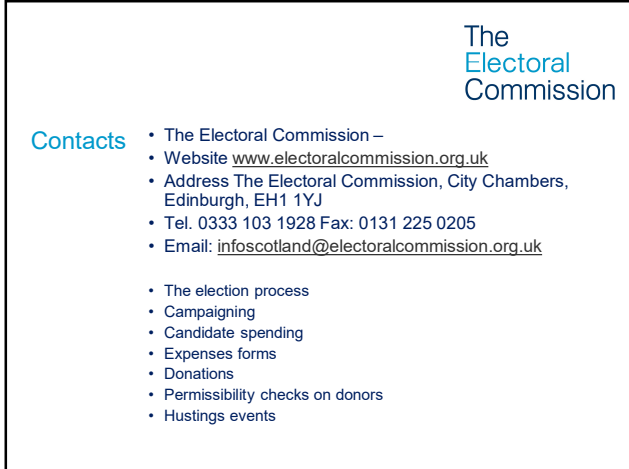 The
Electoral
Commission
Contacts
• The Electoral Commission –
• Website www.electoralcommission.org.uk
• Address The Electoral Commission, City Chambers,
Edinburgh, EH1 1YJ
• Tel. 0333 103 1928 Fax: 0131 225 0205
• Email: infoscotland@electoralcommission.org.uk
• The election process
• Campaigning
• Candidate spending
• Expenses forms
• Donations
• Permissibility checks on donors
• Hustings events